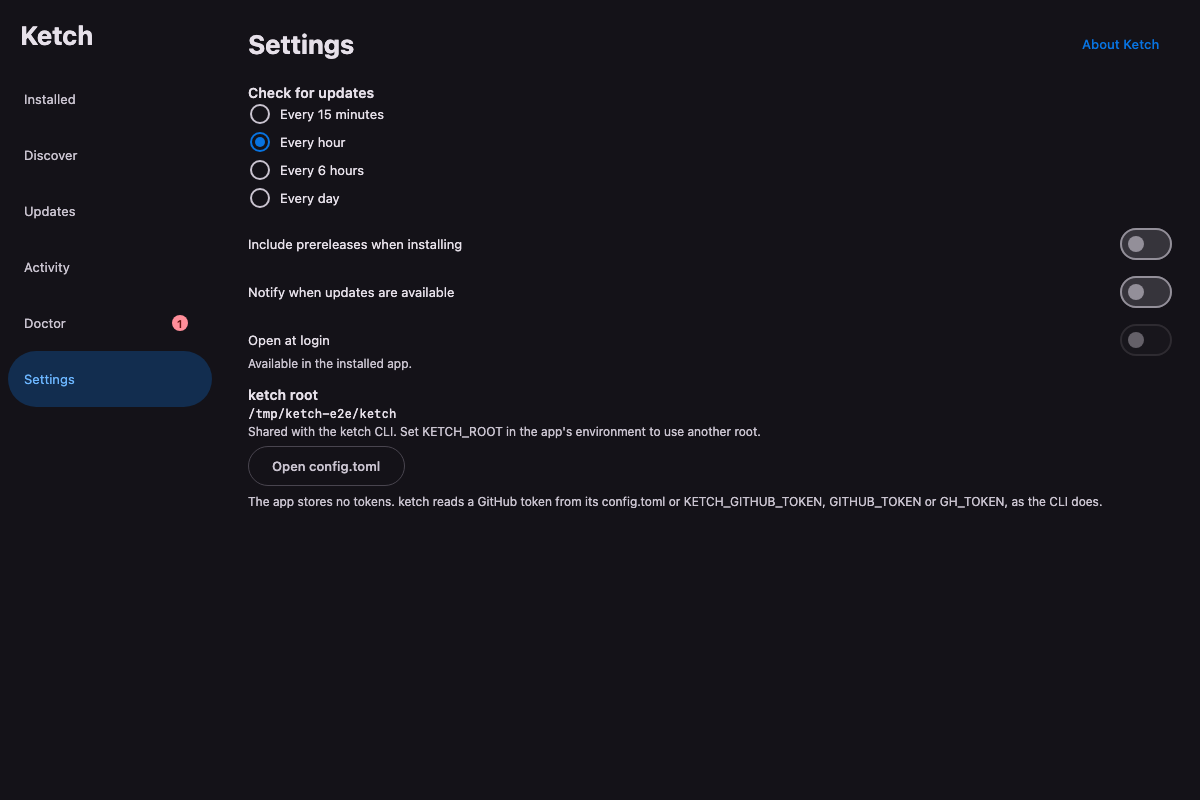 Ketch
Installed
Discover
Updates
Activity
Doctor
1
Settings
Settings
About Ketch
Check for updates
Every 15 minutes
Every hour
Every 6 hours
Every day
Include prereleases when installing
Notify when updates are available
Open at login
Available in the installed app.
ketch root
/tmp/ketch-e2e/ketch
Shared with the ketch CLI. Set KETCH_ROOT in the app's environment to use another root.
Open config.toml
The app stores no tokens. ketch reads a GitHub token from its config.toml or KETCH_GITHUB_TOKEN, GITHUB_TOKEN or GH_TOKEN, as the CLI does.